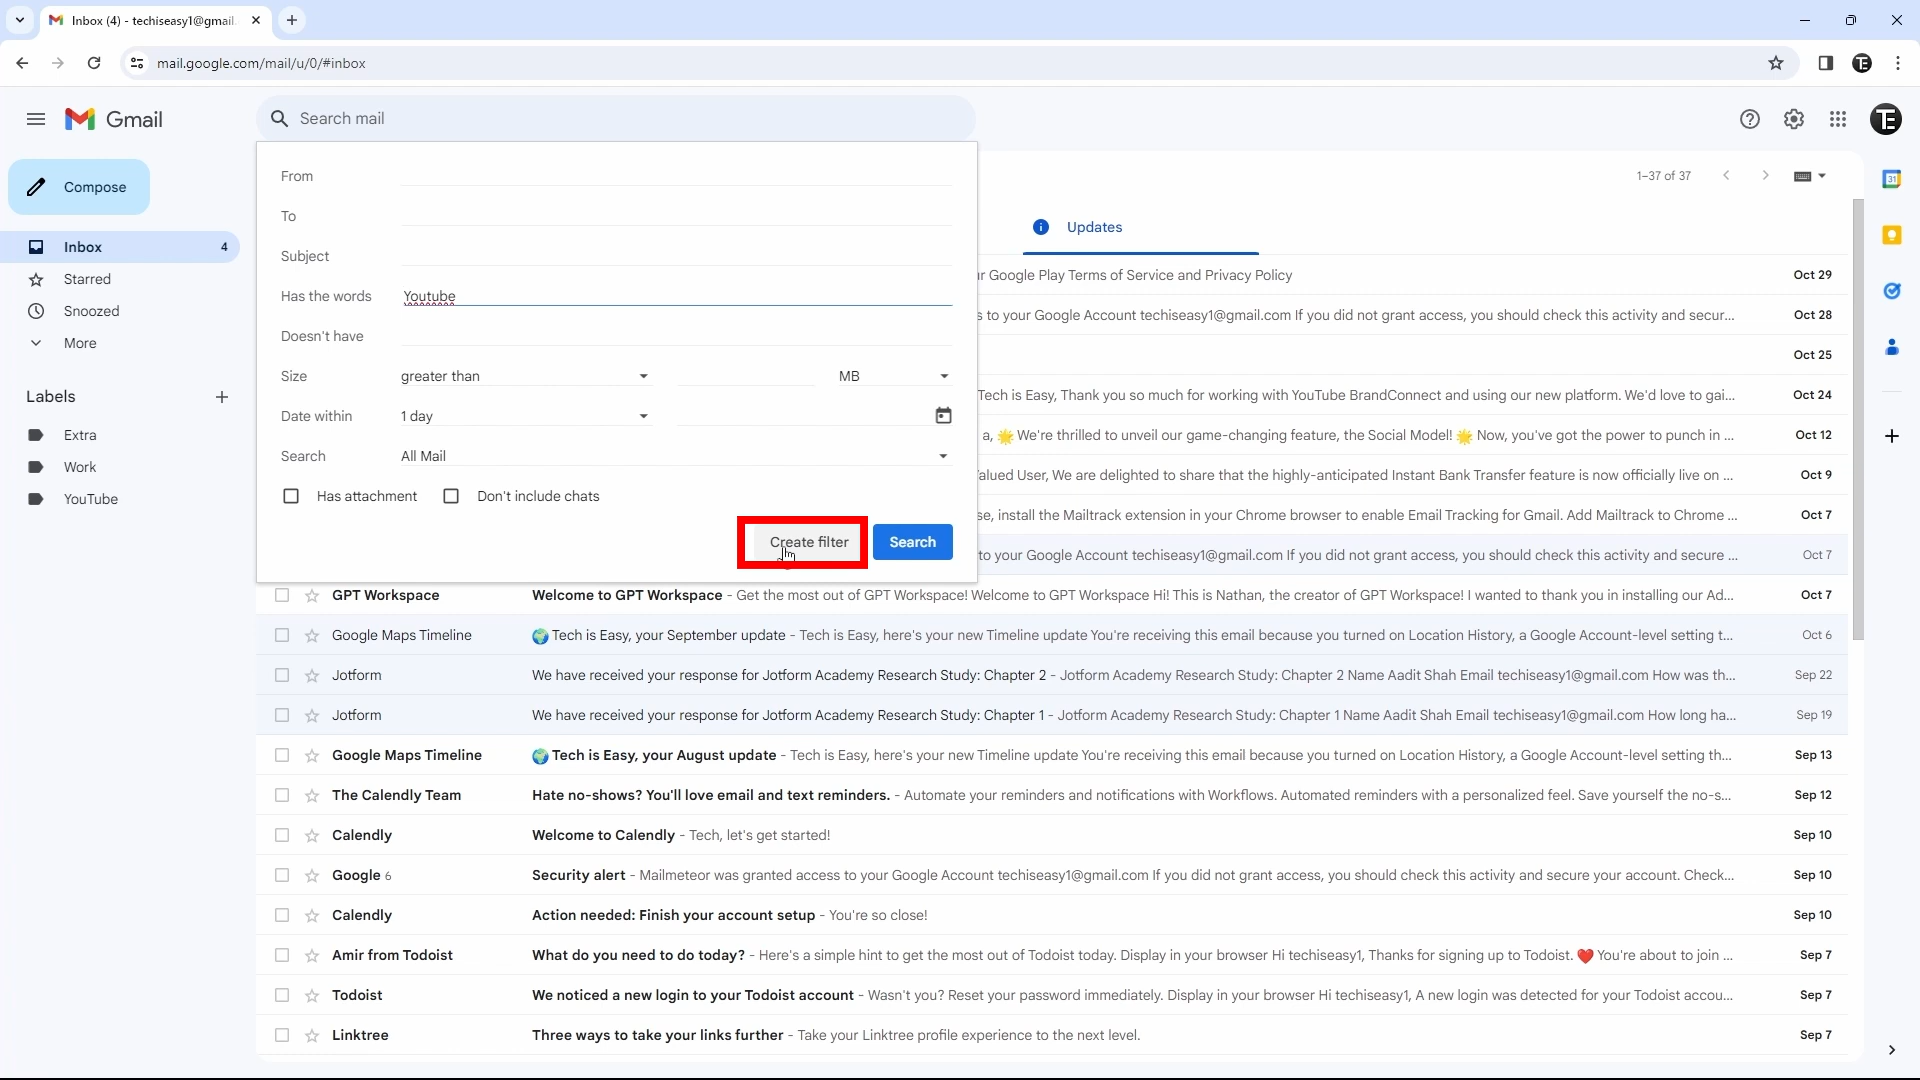 Inbox (4) - techiseasy1@gmail.
mail.google.com/mail/u/0/#inbox
Gmail
Search mail
TE
Compose
Inbox 4
Starred
Snoozed
More
Labels
Extra
Work
YouTube
From
To
Subject
Has the words Youtube
Doesn't have
Size greater than MB
Date within 1 day
Search All Mail
Has attachment Don't include chats
Create filter Search
1–37 of 37
Updates
31
r Google Play Terms of Service and Privacy Policy Oct 29
s to your Google Account techiseasy1@gmail.com If you did not grant access, you should check this activity and secur... Oct 28
Oct 25
Tech is Easy, Thank you so much for working with YouTube BrandConnect and using our new platform. We'd love to gai... Oct 24
a, 🌟 We're thrilled to unveil our game-changing feature, the Social Model! 🌟 Now, you've got the power to punch in ... Oct 12
alued User, We are delighted to share that the highly-anticipated Instant Bank Transfer feature is now officially live on ... Oct 9
se, install the Mailtrack extension in your Chrome browser to enable Email Tracking for Gmail. Add Mailtrack to Chrome ... Oct 7
to your Google Account techiseasy1@gmail.com If you did not grant access, you should check this activity and secure ... Oct 7
GPT Workspace Welcome to GPT Workspace - Get the most out of GPT Workspace! Welcome to GPT Workspace Hi! This is Nathan, the creator of GPT Workspace! I wanted to thank you in installing our Ad... Oct 7
Google Maps Timeline 🌍 Tech is Easy, your September update - Tech is Easy, here's your new Timeline update You're receiving this email because you turned on Location History, a Google Account-level setting t... Oct 6
Jotform We have received your response for Jotform Academy Research Study: Chapter 2 - Jotform Academy Research Study: Chapter 2 Name Aadit Shah Email techiseasy1@gmail.com How was th... Sep 22
Jotform We have received your response for Jotform Academy Research Study: Chapter 1 - Jotform Academy Research Study: Chapter 1 Name Aadit Shah Email techiseasy1@gmail.com How long ha... Sep 19
Google Maps Timeline 🌍 Tech is Easy, your August update - Tech is Easy, here's your new Timeline update You're receiving this email because you turned on Location History, a Google Account-level setting th... Sep 13
The Calendly Team Hate no-shows? You'll love email and text reminders. - Automate your reminders and notifications with Workflows. Automated reminders with a personalized feel. Save yourself the no-s... Sep 12
Calendly Welcome to Calendly - Tech, let's get started! Sep 10
Google 6 Security alert - Mailmeteor was granted access to your Google Account techiseasy1@gmail.com If you did not grant access, you should check this activity and secure your account. Check... Sep 10
Calendly Action needed: Finish your account setup - You're so close! Sep 10
Amir from Todoist What do you need to do today? - Here's a simple hint to get the most out of Todoist today. Display in your browser Hi techiseasy1, Thanks for signing up to Todoist. ❤️ You're about to join ... Sep 7
Todoist We noticed a new login to your Todoist account - Wasn't you? Reset your password immediately. Display in your browser Hi techiseasy1, A new login was detected for your Todoist accou... Sep 7
Linktree Three ways to take your links further - Take your Linktree profile experience to the next level. Sep 7